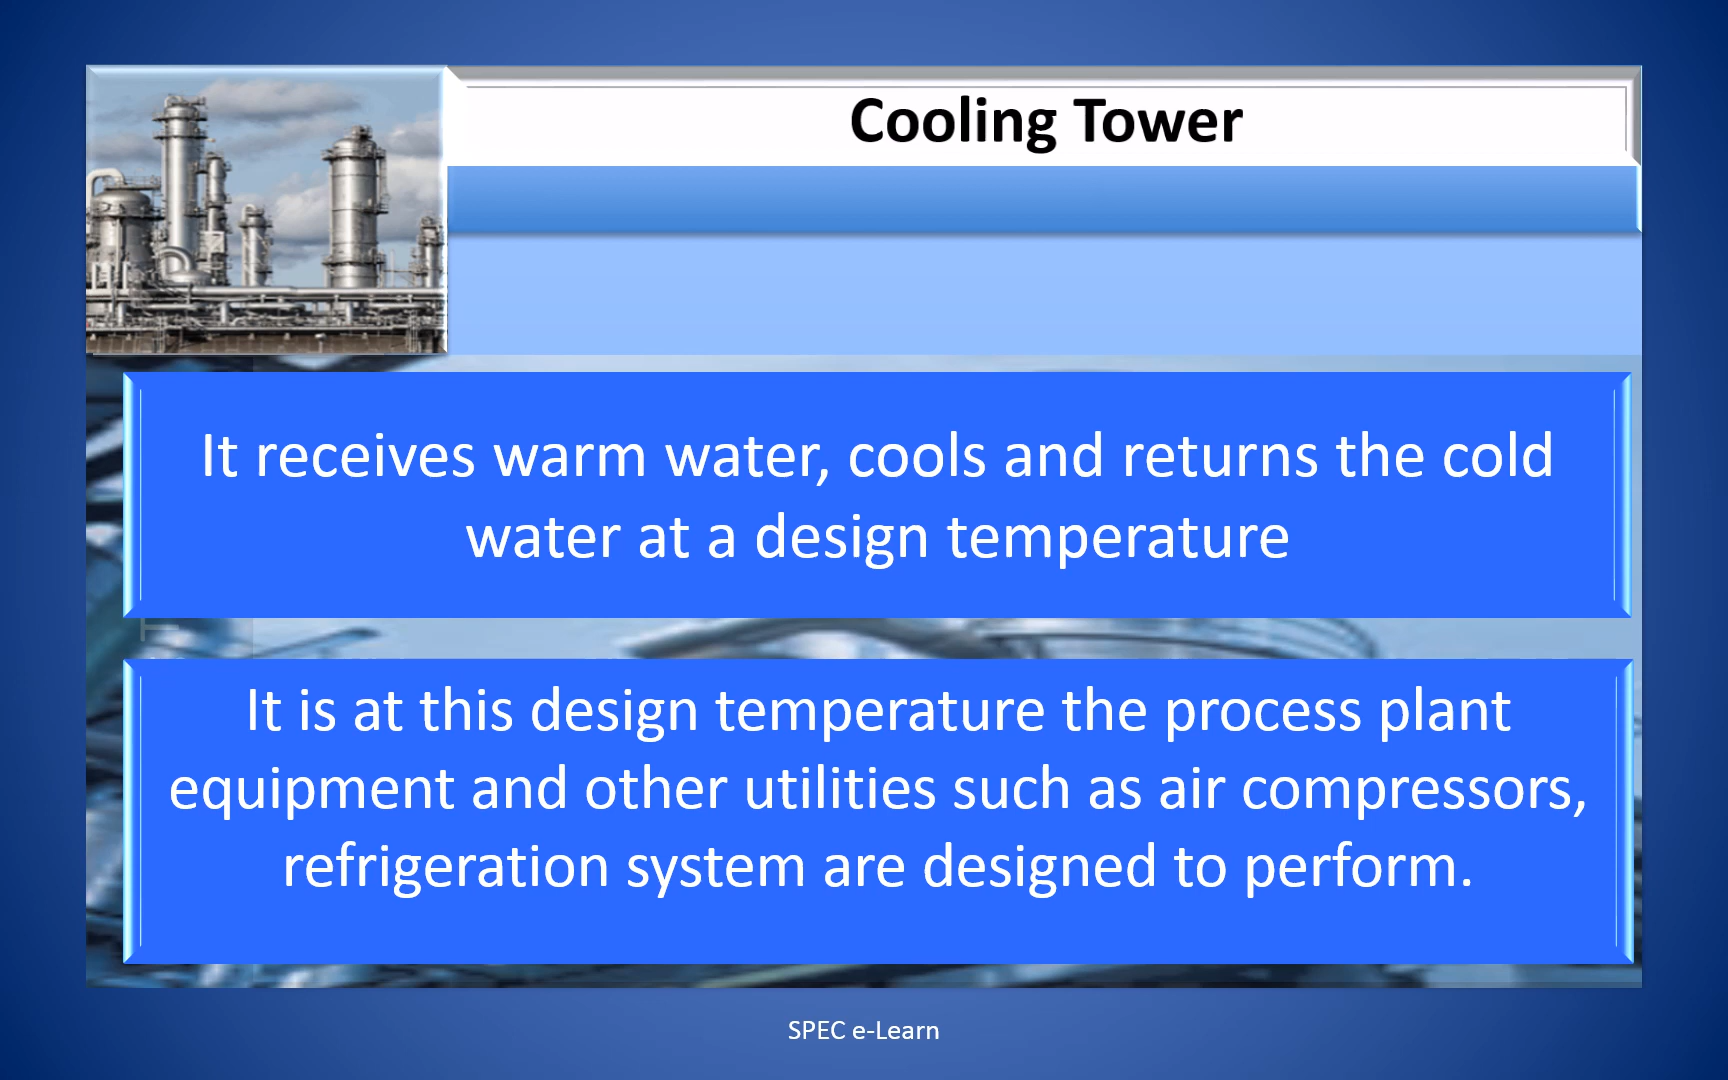 Cooling Tower
It receives warm water, cools and returns the cold
water at a design temperature
It is at this design temperature the process plant
equipment and other utilities such as air compressors,
refrigeration system are designed to perform.
SPEC e-Learn